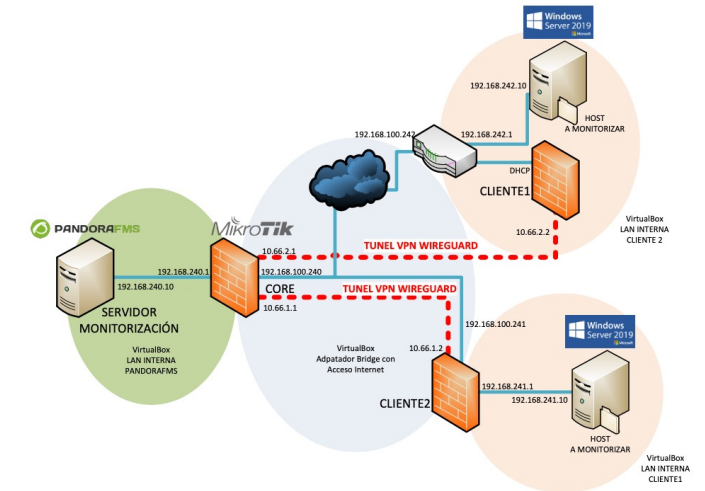 Windows
Server 2019
Microsoft
192.168.242.10
HOST
A MONITORIZAR
192.168.100.242
192.168.242.1
DHCP
CLIENTE1
VirtualBox
LAN INTERNA
CLIENTE 2
10.66.2.2
PANDORAFMS
MikroTik
10.66.2.1
TUNEL VPN WIREGUARD
192.168.240.1
192.168.100.240
192.168.240.10
CORE
TUNEL VPN WIREGUARD
SERVIDOR
MONITORIZACIÓN
10.66.1.1
192.168.100.241
VirtualBox
LAN INTERNA
PANDORAFMS
VirtualBox
Adpatador Bridge con
Acceso Internet
10.66.1.2
Windows
Server 2019
Microsoft
192.168.241.1
192.168.241.10
CLIENTE2
HOST
A MONITORIZAR
VirtualBox
LAN INTERNA
CLIENTE1